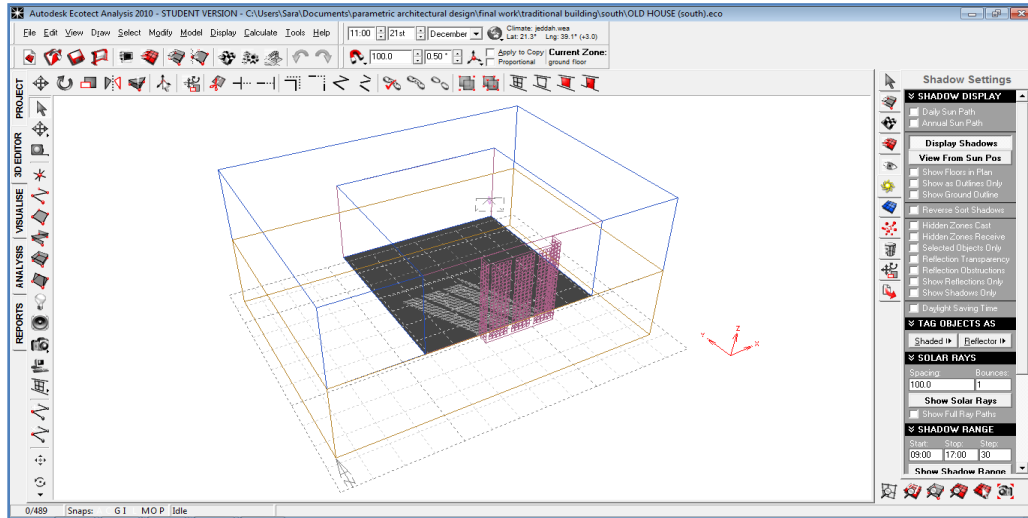 Autodesk Ecotect Analysis 2010 - STUDENT VERSION - C:\Users\Sara\Documents\parametric architectural design\final work\traditional building\south\OLD HOUSE (south).eco
File Edit View Draw Select Modify Model Display Calculate Tools Help
11:00 21st December
Climate: jeddah.wea
Lat: 21.3° Lng: 39.1° (+3.0)
100.0 0.50 °
Apply to Copy
Proportional
Current Zone:
ground floor
PROJECT
3D EDITOR
VISUALISE
ANALYSIS
REPORTS
Z
Y
X
Shadow Settings
SHADOW DISPLAY
Daily Sun Path
Annual Sun Path
Display Shadows
View From Sun Pos
Show Floors in Plan
Show as Outlines Only
Show Ground Outline
Reverse Sort Shadows
Hidden Zones Cast
Hidden Zones Receive
Selected Objects Only
Reflection Transparency
Reflection Obstructions
Show Reflections Only
Show Shadows Only
Daylight Saving Time
TAG OBJECTS AS
Shaded Reflector
SOLAR RAYS
Spacing: Bounces:
100.0 1
Show Solar Rays
Show Full Ray Paths
SHADOW RANGE
Start: Stop: Step:
09:00 17:00 30
Show Shadow Range
0/489 Snaps: G I M O P Idle